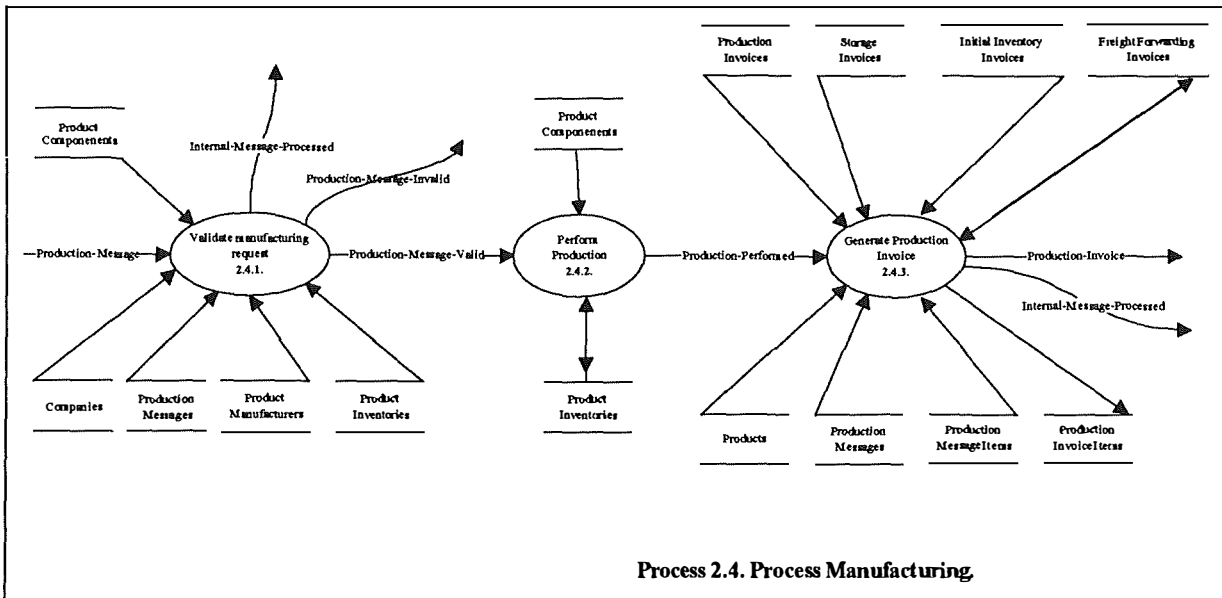 Production
Invoices
Storage
Invoices
Initial Inventory
Invoices
Freight Forwarding
Invoices
Product
Componenents
Product
Componenents
Internal-Message-Processed
Production-Message-Invalid
Production-Message
Validate manufacturing
request
2.4.1.
Production-Message-Valid
Perform
Production
2.4.2.
Production-Performed
Generate Production
Invoice
2.4.3.
Production-Invoice
Internal-Message-Processed
Companies
Production
Messages
Product
Manufacturers
Product
Inventories
Product
Inventories
Products
Production
Messages
Production
MessageItems
Production
InvoiceItems
Process 2.4. Process Manufacturing.